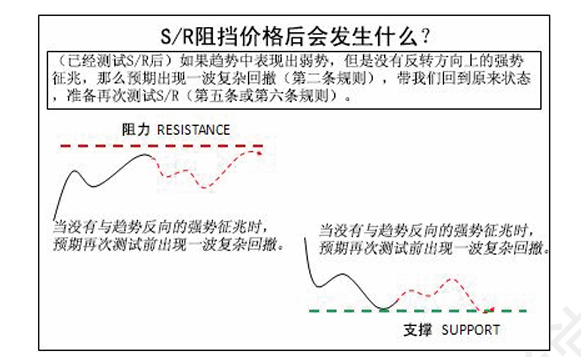 S/R阻挡价格后会发生什么？
（已经测试S/R后）如果趋势中表现出弱势，但是没有反转方向上的强势
征兆，那么预期出现一波复杂回撤（第二条规则），带我们回到原来状态
，准备再次测试S/R（第五条或第六条规则）。
阻力 RESISTANCE
当没有与趋势反向的强势征兆时，
预期再次测试前出现一波复杂回撤。
当没有与趋势反向的强势征兆时，
预期再次测试前出现一波复杂回撤。
支撑 SUPPORT